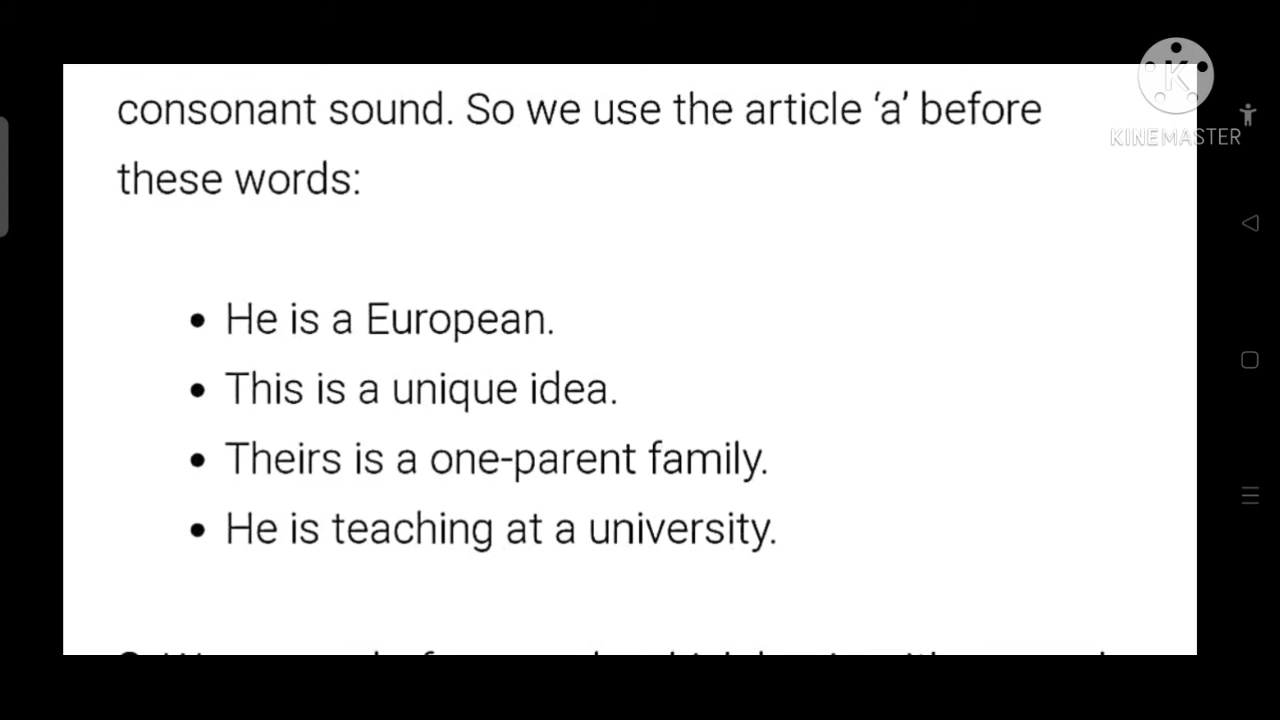 consonant sound. So we use the article ‘a’ before
these words:
• He is a European.
• This is a unique idea.
• Theirs is a one-parent family.
• He is teaching at a university.
K
KINEMASTER